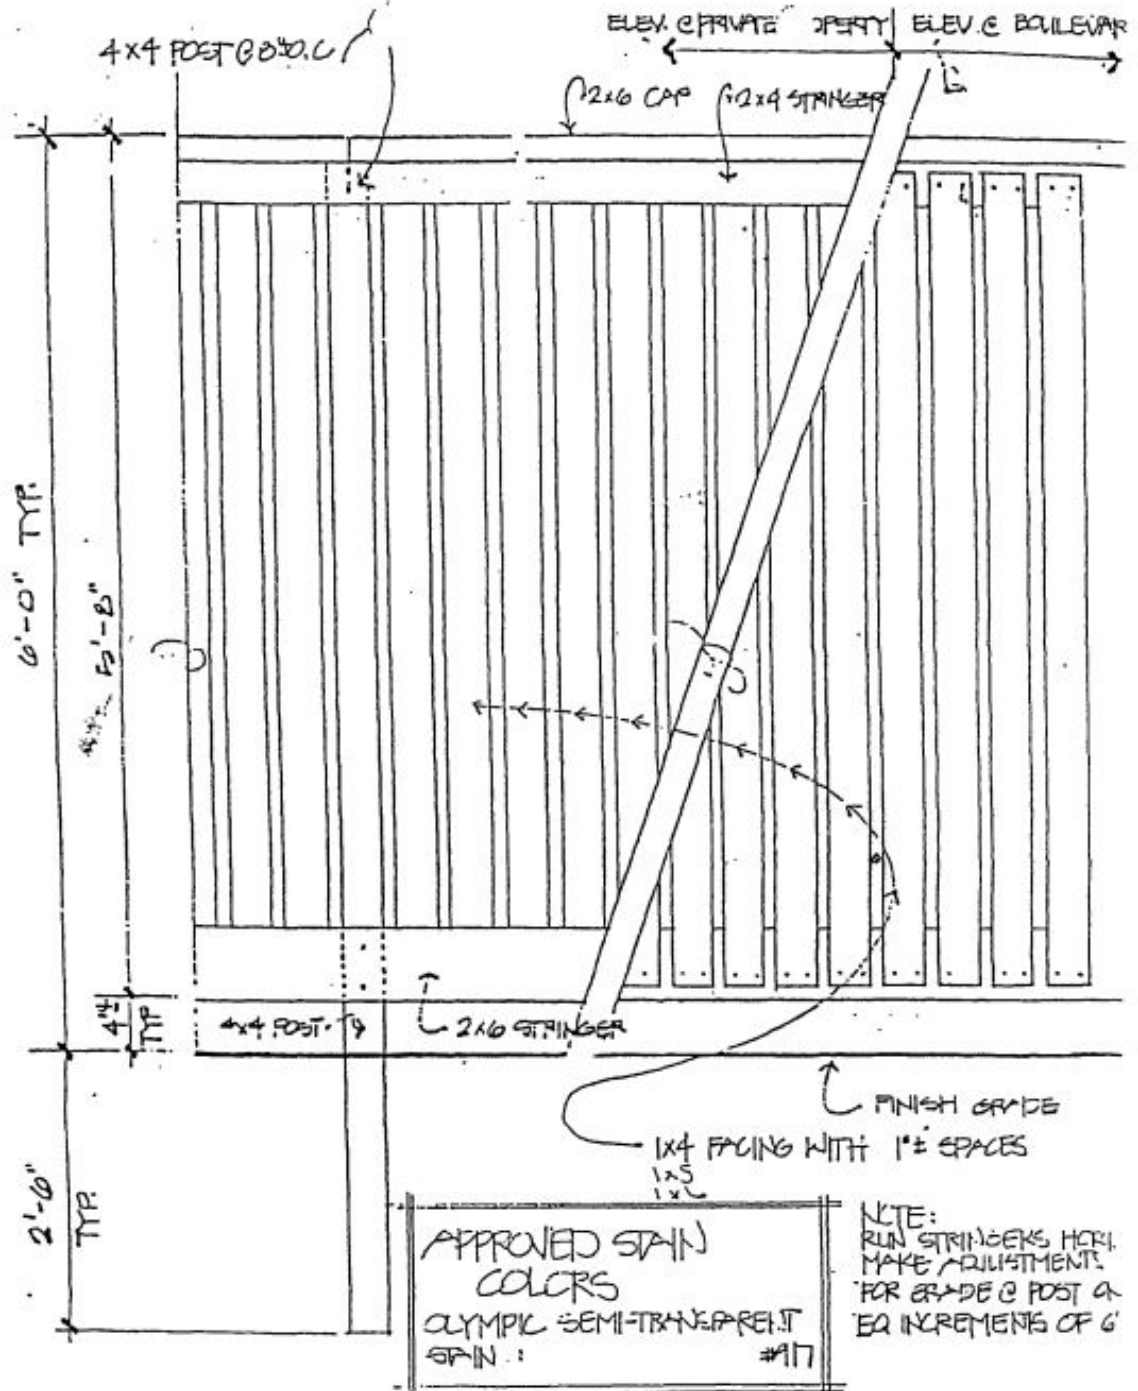 ELEV. @ PRIVATE
ELEV. @ BOULEVAR
4x4 POST @ 8'0 O.C
2x6 CAP
2x4 STRINGER
6'-0" TYP.
5'-8"
4"±
TYP
4x4 POST
2x6 STRINGER
FINISH GRADE
1x4 FACING WITH 1"± SPACES
1x5
1x6
2'-6"
TYP.
APPROVED STAIN
COLORS
OLYMPIC SEMI-TRANSPARENT
STAIN : #917
NOTE:
RUN STRINGERS HORI.
MAKE ADJUSTMENTS
FOR GRADE @ POST
EQ INCREMENTS OF 6'